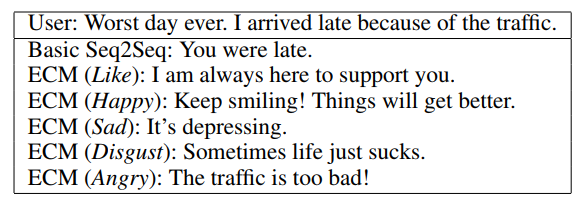 User: Worst day ever. I arrived late because of the traffic.
Basic Seq2Seq: You were late.
ECM (Like): I am always here to support you.
ECM (Happy): Keep smiling! Things will get better.
ECM (Sad): It's depressing.
ECM (Disgust): Sometimes life just sucks.
ECM (Angry): The traffic is too bad!